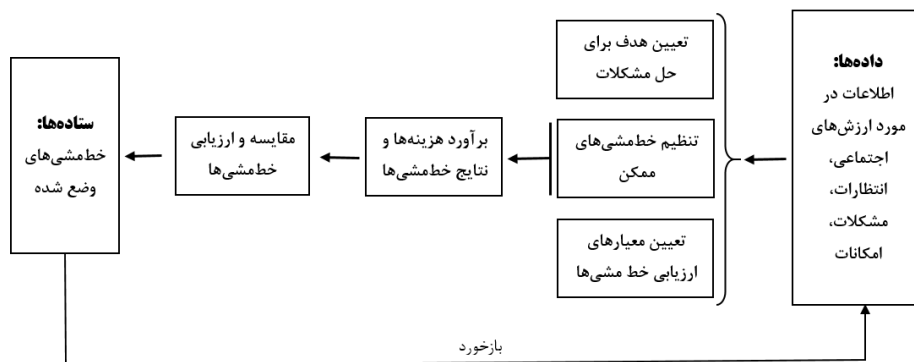 داده‌ها:
اطلاعات در
مورد ارزش‌های
اجتماعی،
انتظارات،
مشکلات،
امکانات
تعیین هدف برای
حل مشکلات
تنظیم خط‌مشی‌های
ممکن
تعیین معیارهای
ارزیابی خط مشی‌ها
برآورد هزینه‌ها و
نتایج خط‌مشی‌ها
مقایسه و ارزیابی
خط‌مشی‌ها
ستاده‌ها:
خط‌مشی‌های
وضع شده
بازخورد